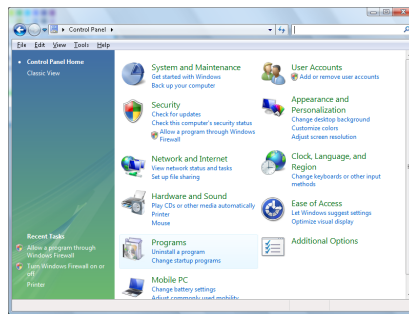 Control Panel
File Edit View Tools Help
Control Panel Home
Classic View
System and Maintenance
Get started with Windows
Back up your computer
Security
Check for updates
Check this computer's security status
Allow a program through Windows
Firewall
Network and Internet
View network status and tasks
Set up file sharing
Hardware and Sound
Play CDs or other media automatically
Printer
Mouse
Programs
Uninstall a program
Change startup programs
Mobile PC
Change battery settings
Adjust commonly used mobility
User Accounts
Add or remove user accounts
Appearance and
Personalization
Change desktop background
Customize colors
Adjust screen resolution
Clock, Language, and
Region
Change keyboards or other input
methods
Ease of Access
Let Windows suggest settings
Optimize visual display
Additional Options
Recent Tasks
Allow a program through
Windows Firewall
Turn Windows Firewall on or
off
Printer